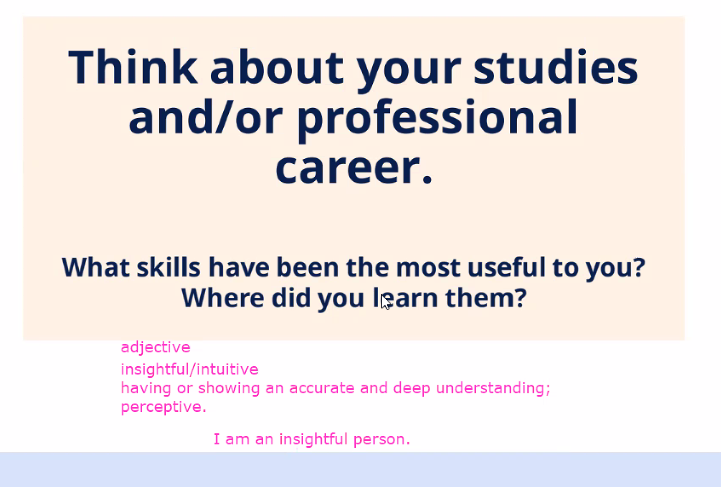 Think about your studies
and/or professional
career.
What skills have been the most useful to you?
Where did you learn them?
adjective
insightful/intuitive
having or showing an accurate and deep understanding;
perceptive.
I am an insightful person.